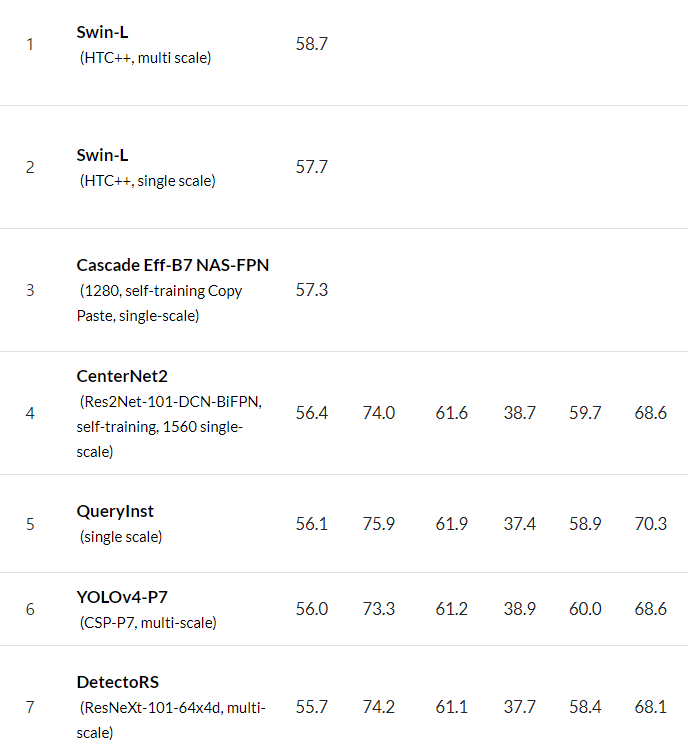 Swin-L
1 58.7
(HTC++, multi scale)
Swin-L
2 57.7
(HTC++, single scale)
Cascade Eff-B7 NAS-FPN
3 (1280, self-training Copy 57.3
Paste, single-scale)
CenterNet2
(Res2Net-101-DCN-BiFPN,
4 56.4 74.0 61.6 38.7 59.7 68.6
self-training, 1560 single-
scale)
QueryInst
5 56.1 75.9 61.9 37.4 58.9 70.3
(single scale)
YOLOv4-P7
6 56.0 73.3 61.2 38.9 60.0 68.6
(CSP-P7, multi-scale)
DetectoRS
7 (ResNeXt-101-64x4d, multi- 55.7 74.2 61.1 37.7 58.4 68.1
scale)